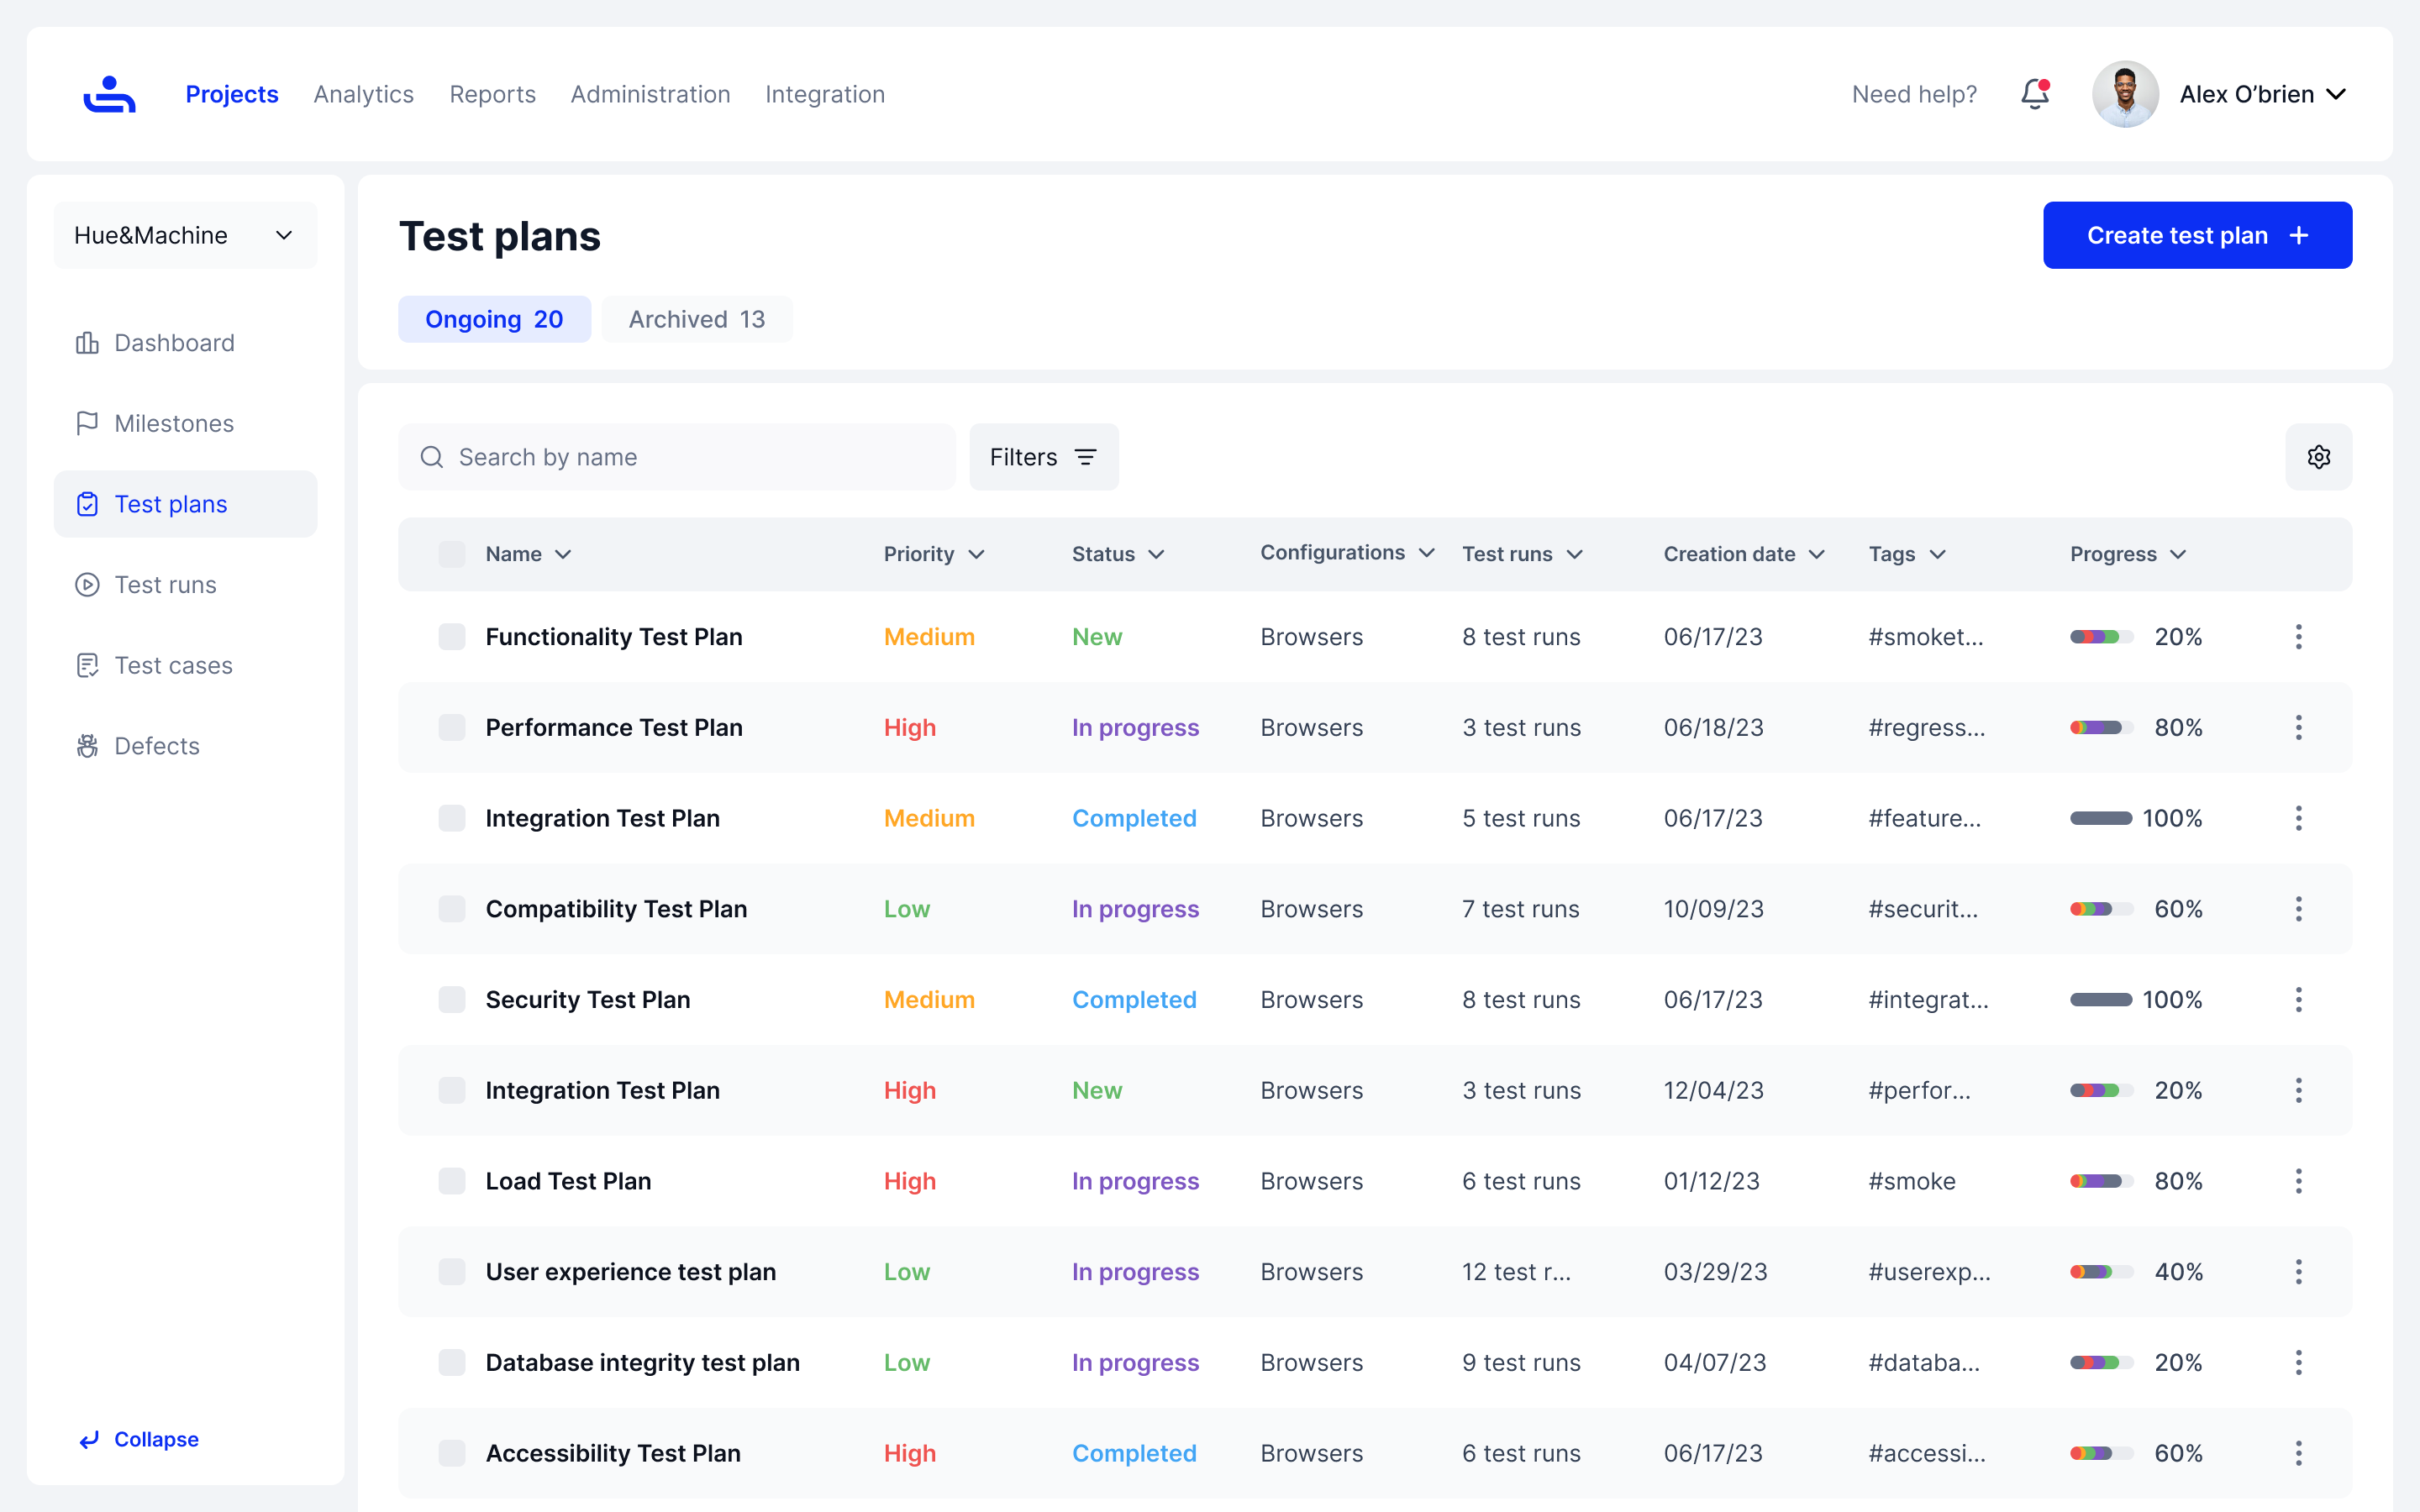 Projects Analytics Reports Administration Integration Need help? Alex O’brien
Hue&Machine
Dashboard
Milestones
Test plans
Test runs
Test cases
Defects
Collapse
Test plans
Create test plan +
Ongoing 20 Archived 13
Search by name Filters
Name Priority Status Configurations Test runs Creation date Tags Progress
Functionality Test Plan Medium New Browsers 8 test runs 06/17/23 #smoket... 20%
Performance Test Plan High In progress Browsers 3 test runs 06/18/23 #regress... 80%
Integration Test Plan Medium Completed Browsers 5 test runs 06/17/23 #feature... 100%
Compatibility Test Plan Low In progress Browsers 7 test runs 10/09/23 #securit... 60%
Security Test Plan Medium Completed Browsers 8 test runs 06/17/23 #integrat... 100%
Integration Test Plan High New Browsers 3 test runs 12/04/23 #perfor... 20%
Load Test Plan High In progress Browsers 6 test runs 01/12/23 #smoke 80%
User experience test plan Low In progress Browsers 12 test r... 03/29/23 #userexp... 40%
Database integrity test plan Low In progress Browsers 9 test runs 04/07/23 #databa... 20%
Accessibility Test Plan High Completed Browsers 6 test runs 06/17/23 #accessi... 60%